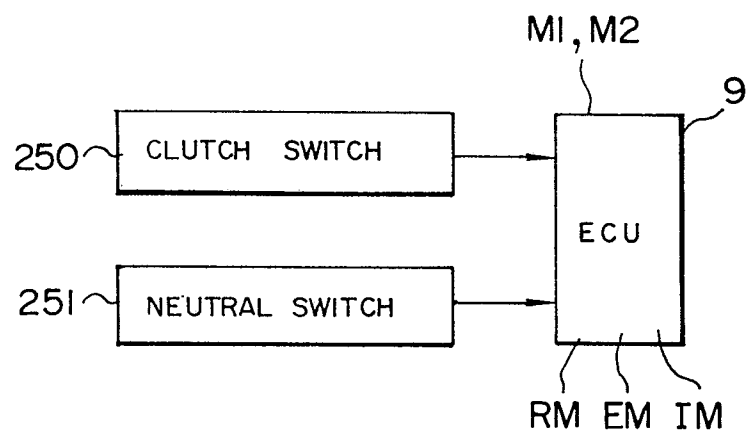 M1, M2
9
250
CLUTCH SWITCH
ECU
251
NEUTRAL SWITCH
RM EM IM